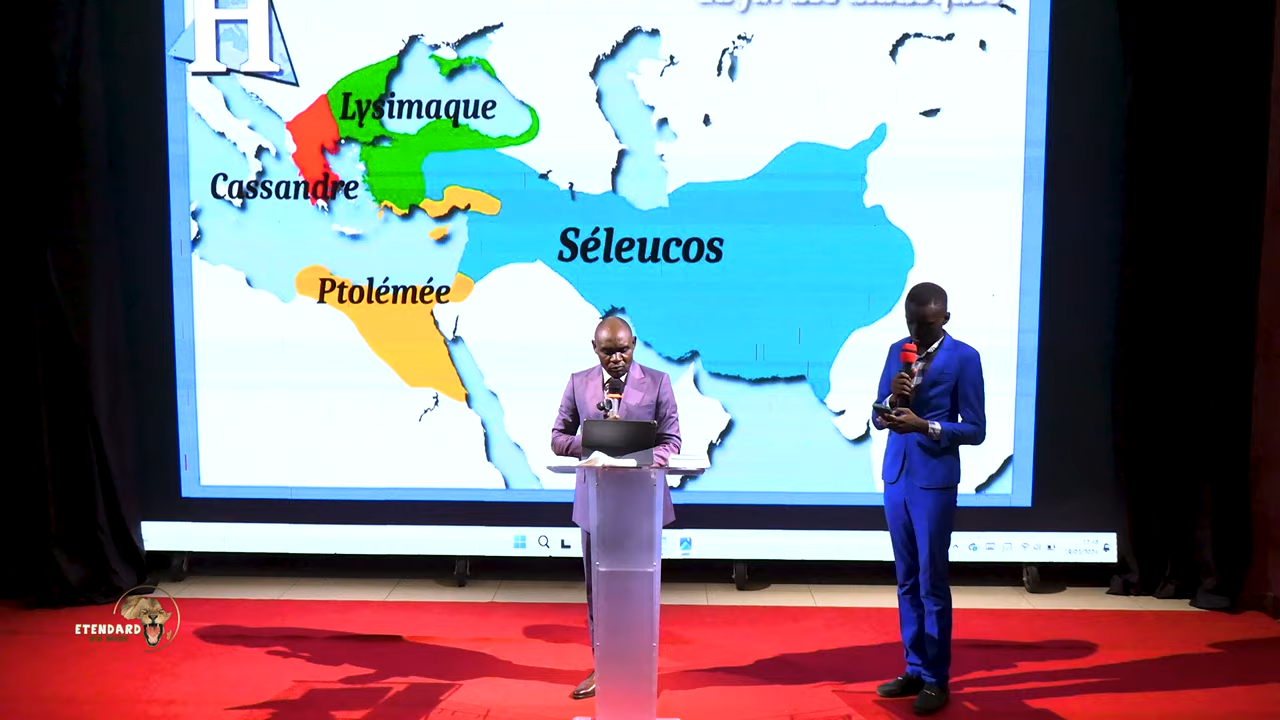 H
Lysimaque
Cassandre
Séleucos
Ptolémée
ETENDARD